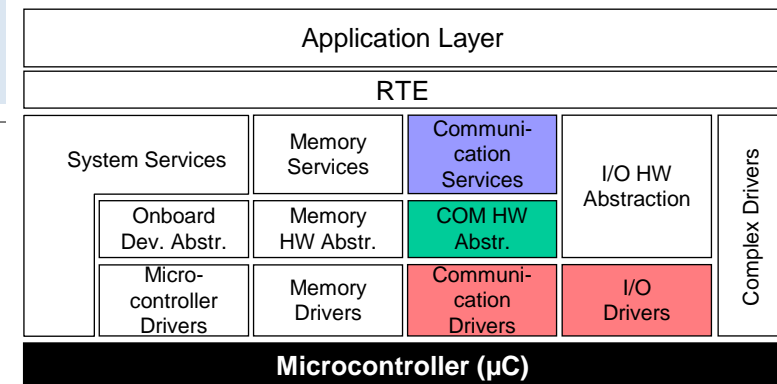 Application Layer
RTE
System Services
Memory
Services
Communi-
cation
Services
I/O HW
Abstraction
Complex Drivers
Onboard
Dev. Abstr.
Memory
HW Abstr.
COM HW
Abstr.
Micro-
controller
Drivers
Memory
Drivers
Communi-
cation
Drivers
I/O
Drivers
Microcontroller (µC)